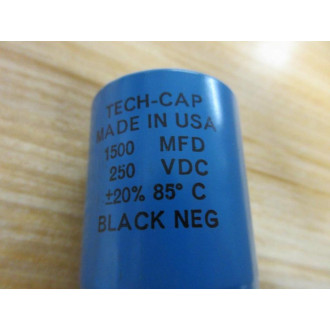 TECH-CAP
MADE IN USA
1500 MFD
250 VDC
±20% 85° C
BLACK NEG